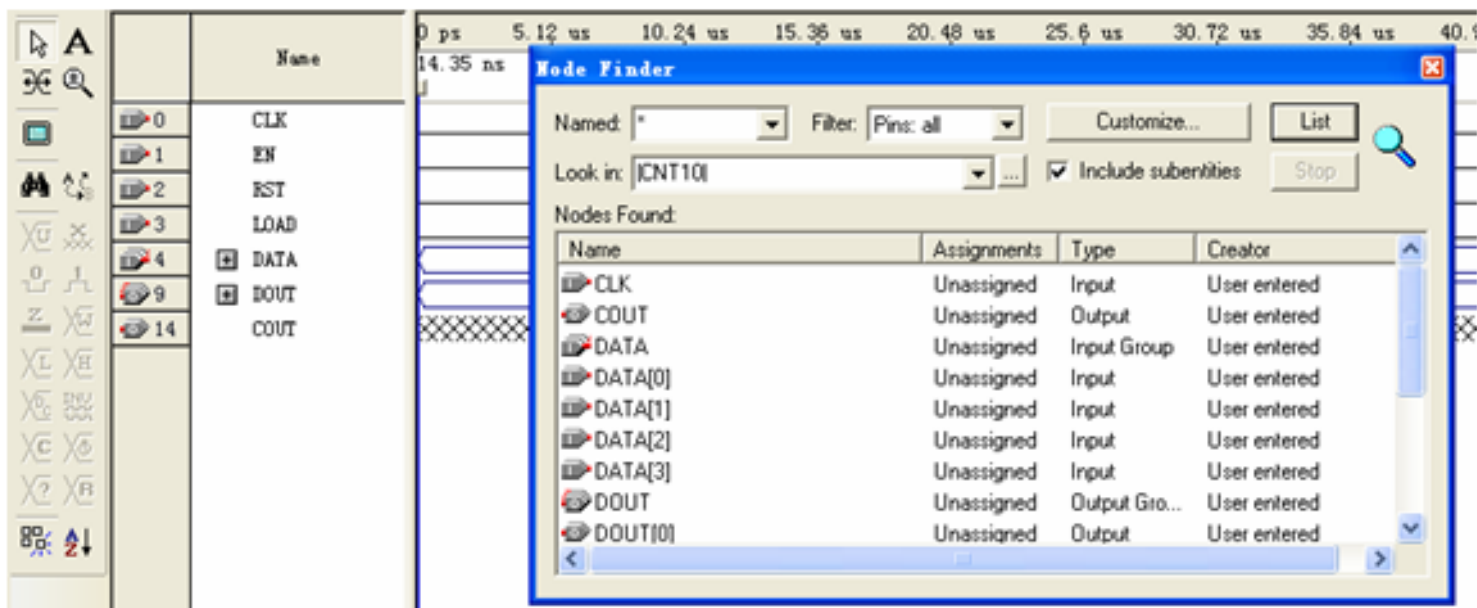 0 ps 5.12 us 10.24 us 15.36 us 20.48 us 25.6 us 30.72 us 35.84 us 40.9
Name
14.35 ns
A
0 CLK
1 EN
2 RST
3 LOAD
4 DATA
9 DOUT
14 COUT
Node Finder
Named: * Filter: Pins: all Customize... List
Look in: |CNT10| ... Include subentities Stop
Nodes Found:
Name Assignments Type Creator
CLK Unassigned Input User entered
COUT Unassigned Output User entered
DATA Unassigned Input Group User entered
DATA[0] Unassigned Input User entered
DATA[1] Unassigned Input User entered
DATA[2] Unassigned Input User entered
DATA[3] Unassigned Input User entered
DOUT Unassigned Output Gro... User entered
DOUT[0] Unassigned Output User entered